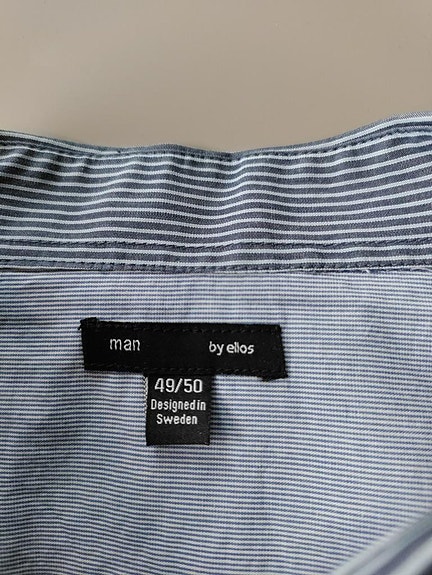 man by ellos
49/50
Designed in
Sweden